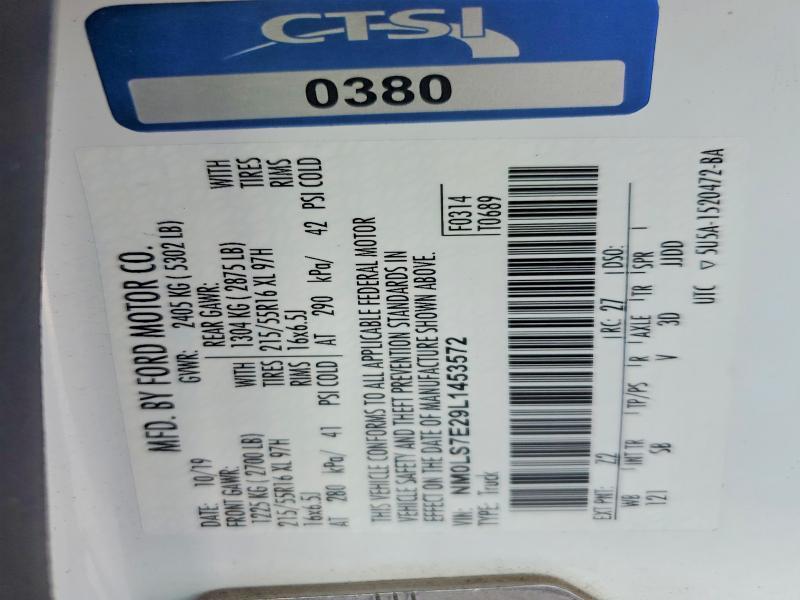 CTSI
0380
MFD. BY FORD MOTOR CO.
DATE: 10/19 GVWR: 2405 KG ( 5302 LB)
FRONT GAWR: REAR GAWR:
1225 KG ( 2700 LB) WITH 1304 KG ( 2875 LB) WITH
215/55R16 XL 97H TIRES 215/55R16 XL 97H TIRES
16x6.5J RIMS 16x6.5J RIMS
AT 280 kPa/ 41 PSI COLD AT 290 kPa/ 42 PSI COLD
THIS VEHICLE CONFORMS TO ALL APPLICABLE FEDERAL MOTOR
VEHICLE SAFETY AND THEFT PREVENTION STANDARDS IN
EFFECT ON THE DATE OF MANUFACTURE SHOWN ABOVE.
VIN: NM0LS7E29L1453572 F0314
TYPE: Truck T0689
EXT PNT: Z2 RC: 27 DSO:
WB INT TR TP/PS R AXLE TR SPR
121 SB V 3D JJDD
UTC ▽ 5U5A-1520472-BA